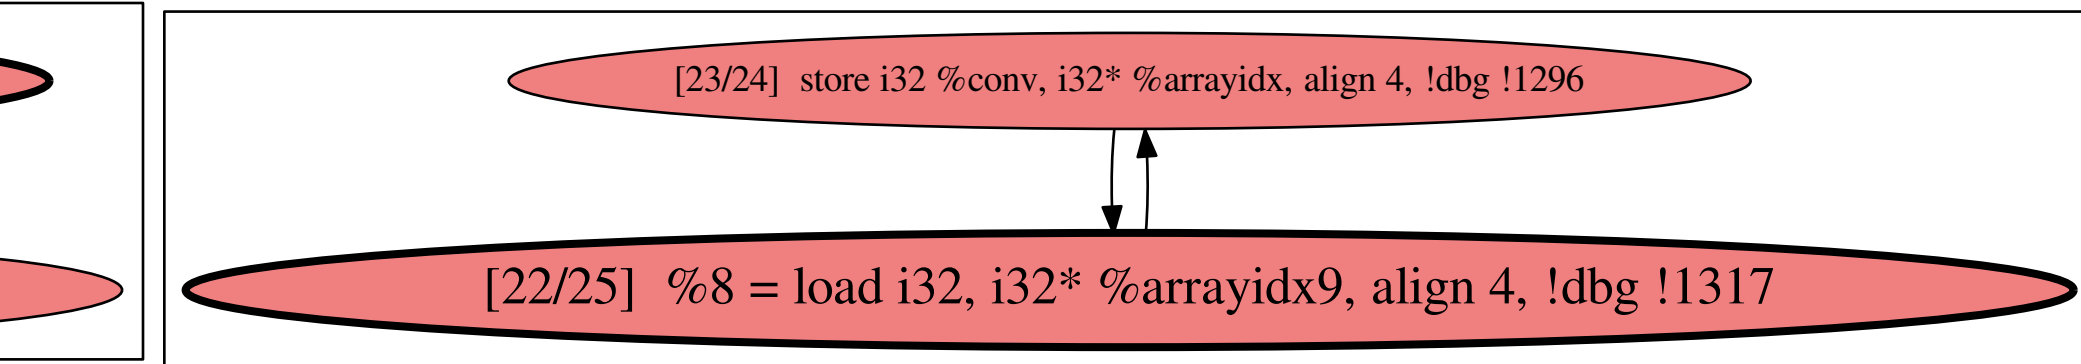 [23/24]  store i32 %conv, i32* %arrayidx, align 4, !dbg !1296
[22/25]  %8 = load i32, i32* %arrayidx9, align 4, !dbg !1317